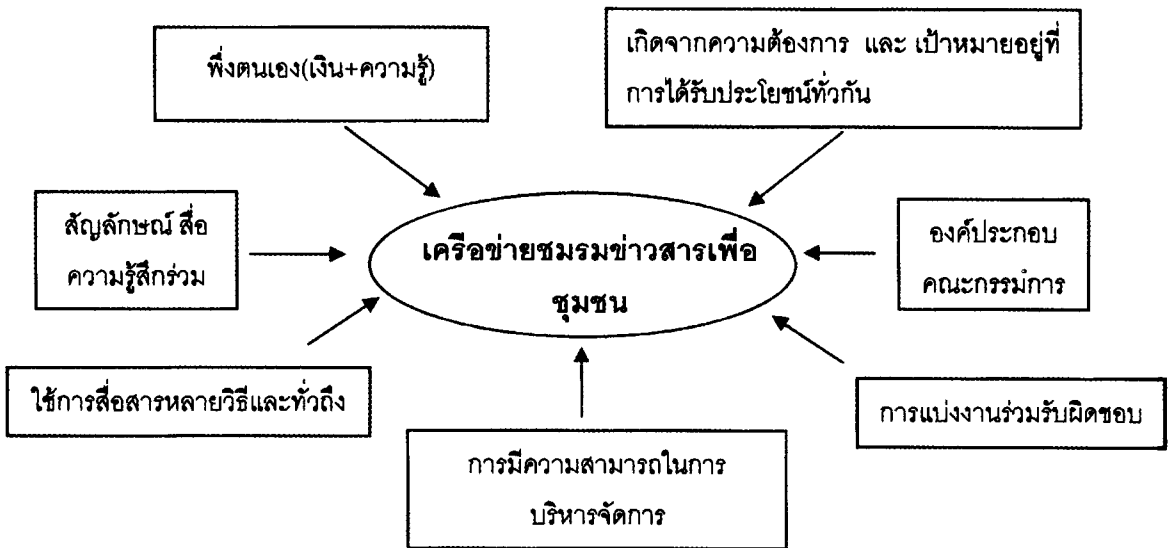 พึ่งตนเอง(เงิน+ความรู้)
เกิดจากความต้องการ และ เป้าหมายอยู่ที่
การได้รับประโยชน์ทั่วกัน
สัญลักษณ์ สื่อ
ความรู้สึกร่วม
เครือข่ายชมรมข่าวสารเพื่อ
ชุมชน
องค์ประกอบ
คณะกรรมการ
ใช้การสื่อสารหลายวิธีและทั่วถึง
การแบ่งงานร่วมรับผิดชอบ
การมีความสามารถในการ
บริหารจัดการ